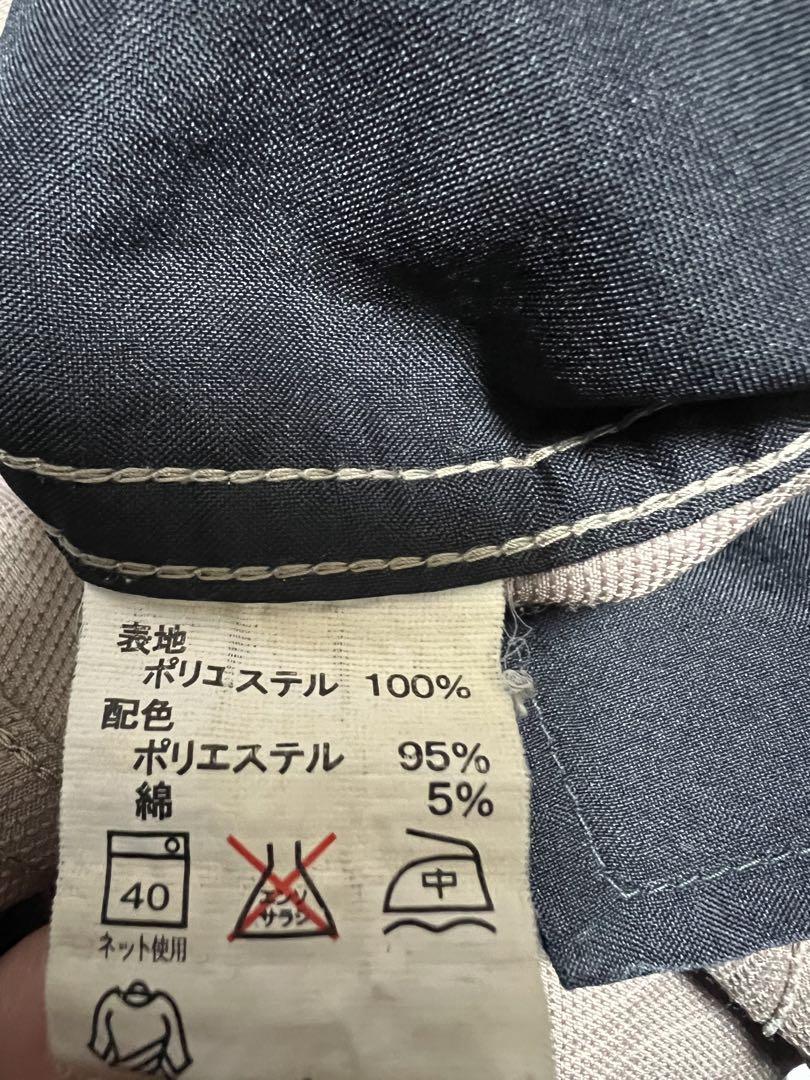 表地
ポリエステル 100%
配色
ポリエステル 95%
綿 5%
40
エンソ
サラシ
中
ネット使用